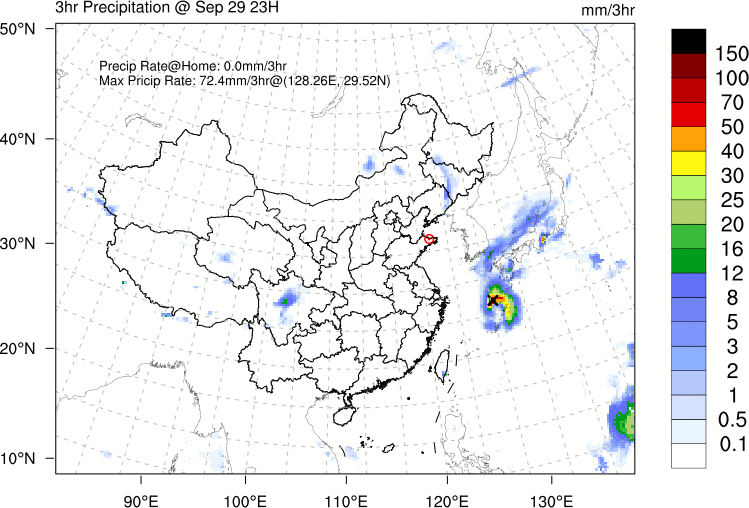 3hr Precipitation @ Sep 29 23H
mm/3hr
Precip Rate@Home: 0.0mm/3hr
Max Pricip Rate: 72.4mm/3hr@(128.26E, 29.52N)
50°N
40°N
30°N
20°N
10°N
90°E
100°E
110°E
120°E
130°E
150
100
70
50
40
30
25
20
16
12
8
5
3
2
1
0.5
0.1